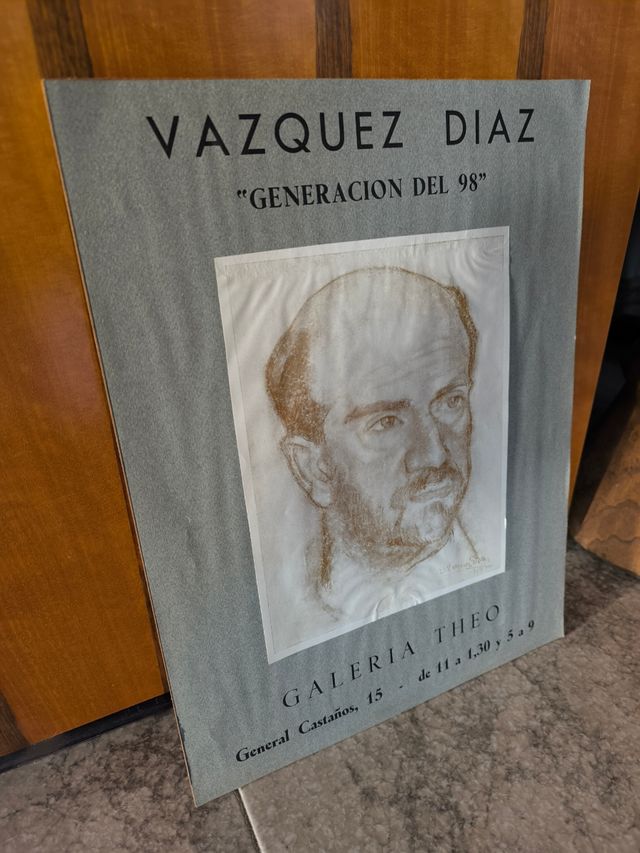 VAZQUEZ DIAZ
"GENERACION DEL 98"
GALERIA THEO
General Castaños, 15 - de 11 a 1,30 y 5 a 9